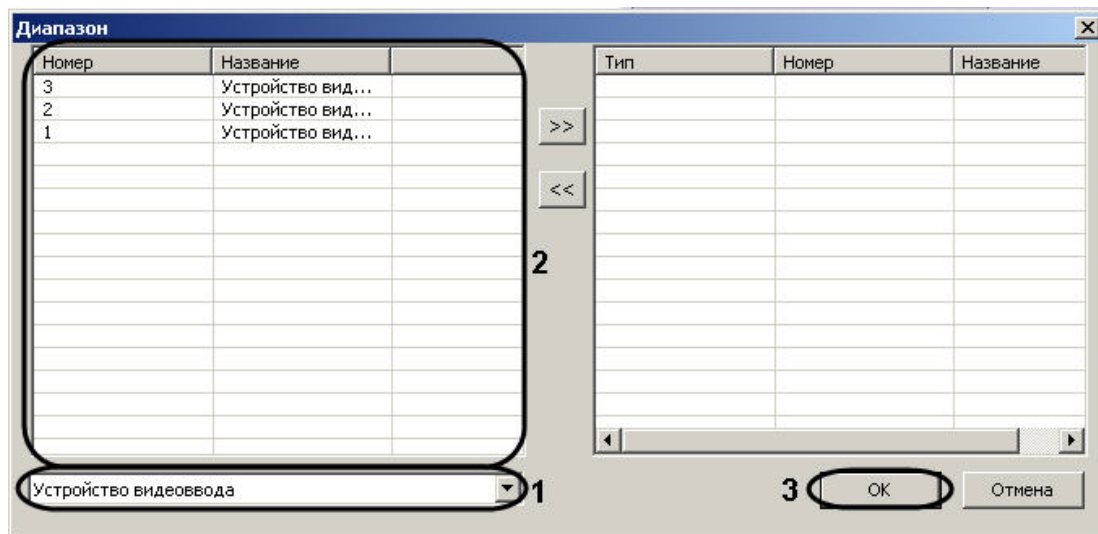 Диапазон
Номер Название Тип Номер Название
3 Устройство вид...
2 Устройство вид...
1 Устройство вид...
>>
<<
2
Устройство видеоввода 1 3 ОК Отмена